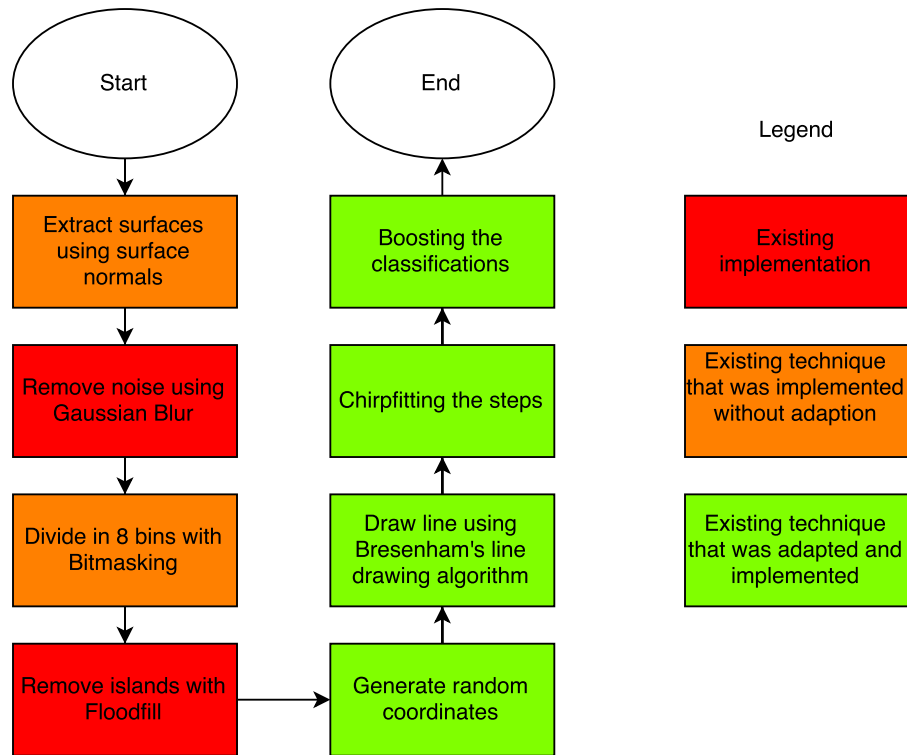 Start
Extract surfaces
using surface
normals
Remove noise using
Gaussian Blur
Divide in 8 bins with
Bitmasking
Remove islands with
Floodfill
End
Boosting the
classifications
Chirpfitting the steps
Draw line using
Bresenham's line
drawing algorithm
Generate random
coordinates
Legend
Existing
implementation
Existing technique
that was implemented
without adaption
Existing technique
that was adapted and
implemented